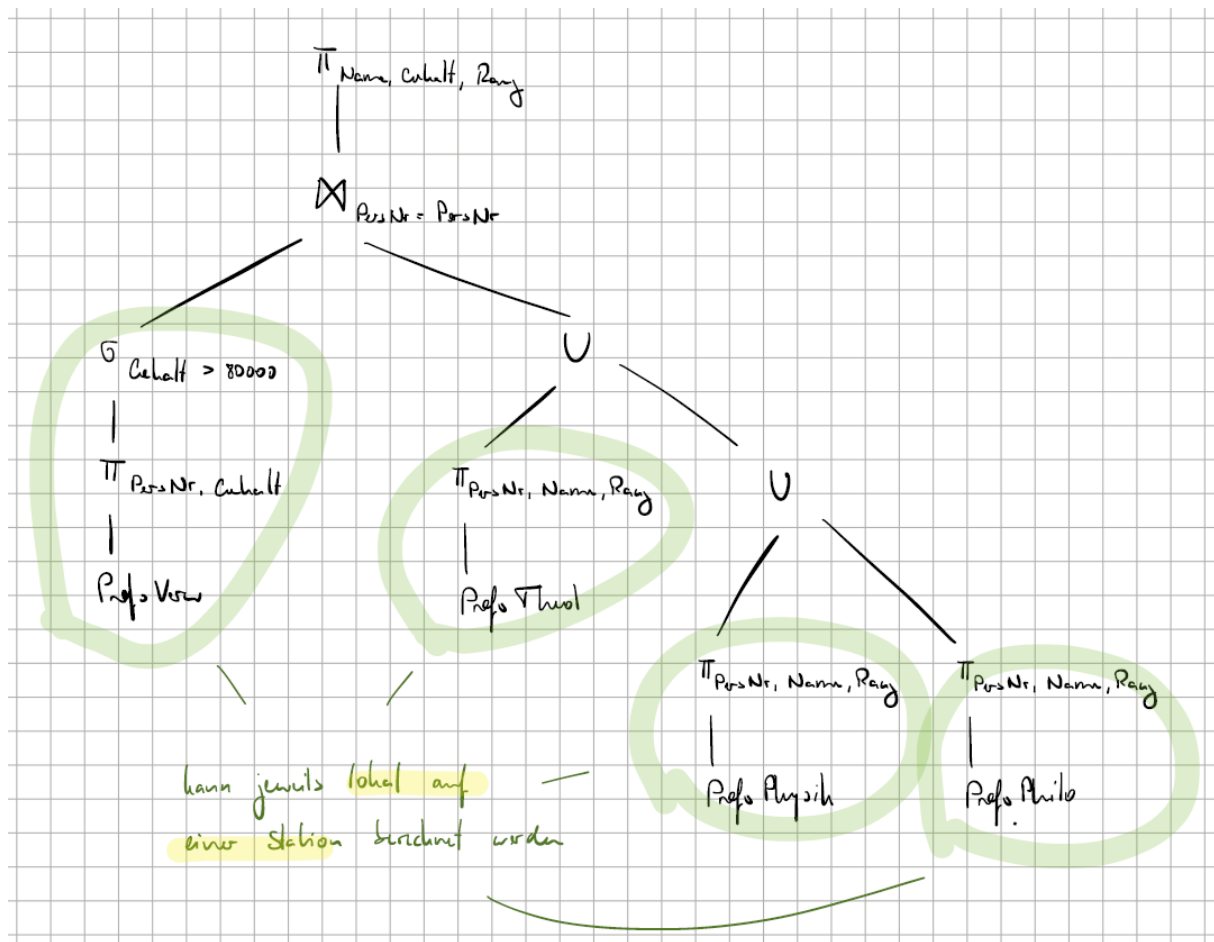 π Name, Gehalt, Rang
⋈ PersNr = PersNr
σ Gehalt > 80000
∪
π PersNr, Gehalt
π PersNr, Name, Rang
∪
ProfsVerw
ProfsTheol
π PersNr, Name, Rang
π PersNr, Name, Rang
kann jeweils lokal auf
ProfsPhysik
ProfsPhilo
einer Station berechnet werden